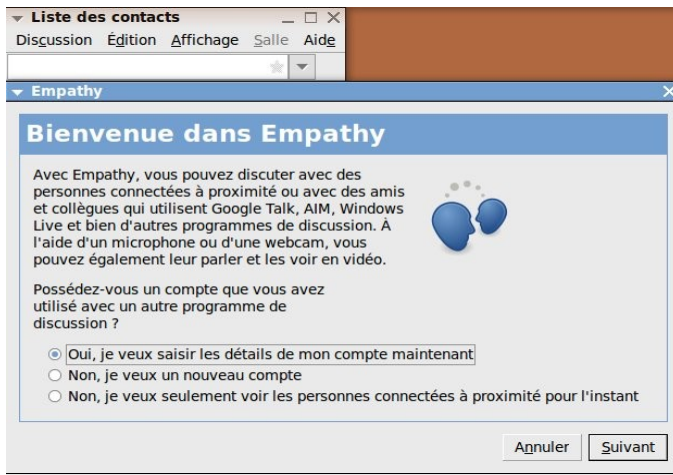 Liste des contacts
Discussion Édition Affichage Salle Aide
Empathy
Bienvenue dans Empathy
Avec Empathy, vous pouvez discuter avec des
personnes connectées à proximité ou avec des amis
et collègues qui utilisent Google Talk, AIM, Windows
Live et bien d'autres programmes de discussion. À
l'aide d'un microphone ou d'une webcam, vous
pouvez également leur parler et les voir en vidéo.
Possédez-vous un compte que vous avez
utilisé avec un autre programme de
discussion ?
Oui, je veux saisir les détails de mon compte maintenant
Non, je veux un nouveau compte
Non, je veux seulement voir les personnes connectées à proximité pour l'instant
Annuler Suivant